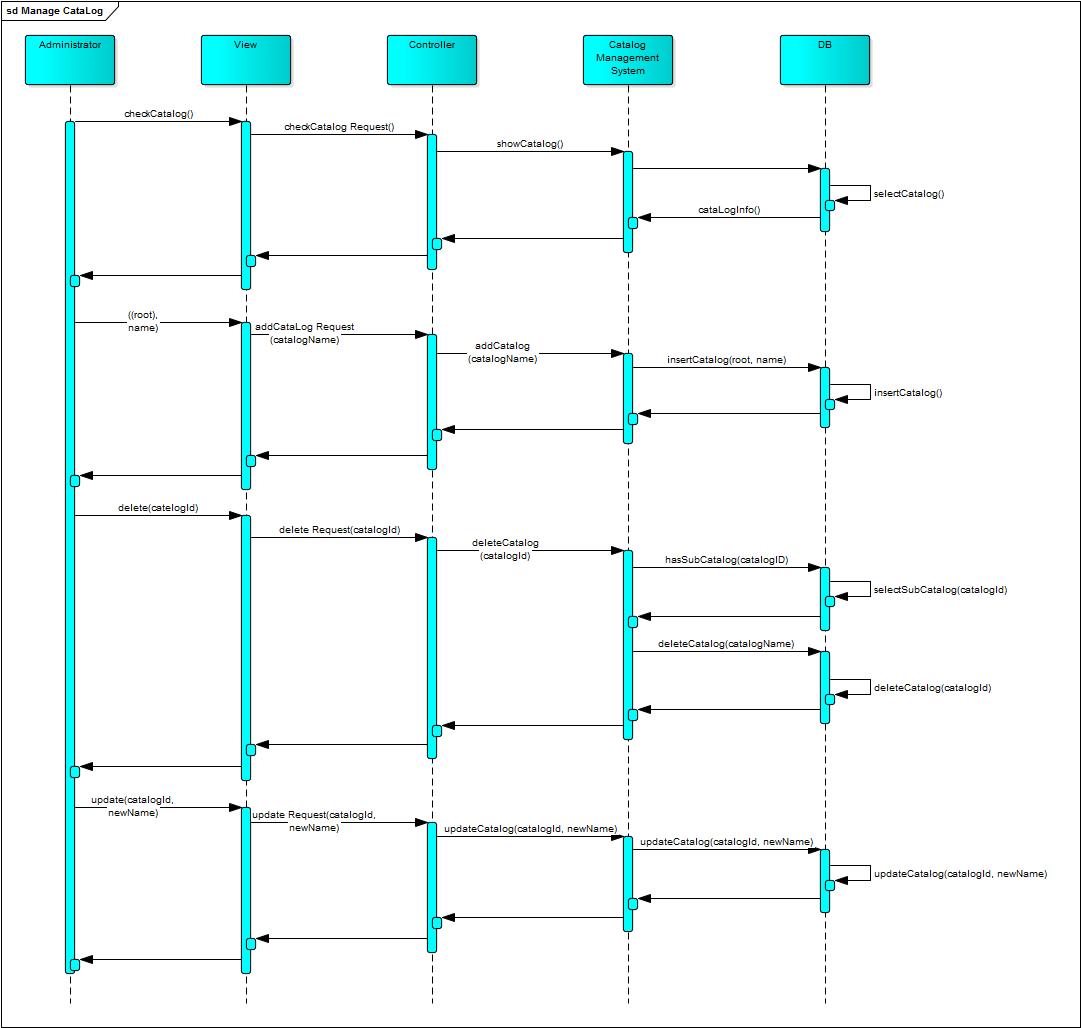 sd Manage CataLog
Administrator
View
Controller
Catalog
Management
System
DB
checkCatalog()
checkCatalog Request()
showCatalog()
selectCatalog()
cataLogInfo()
((root),
name)
addCataLog Request
(catalogName)
addCatalog
(catalogName)
insertCatalog(root, name)
insertCatalog()
delete(catelogId)
delete Request(catalogId)
deleteCatalog
(catalogId)
hasSubCatalog(catalogID)
selectSubCatalog(catalogId)
deleteCatalog(catalogName)
deleteCatalog(catalogId)
update(catalogId,
newName)
update Request(catalogId,
newName)
updateCatalog(catalogId, newName)
updateCatalog(catalogId, newName)
updateCatalog(catalogId, newName)